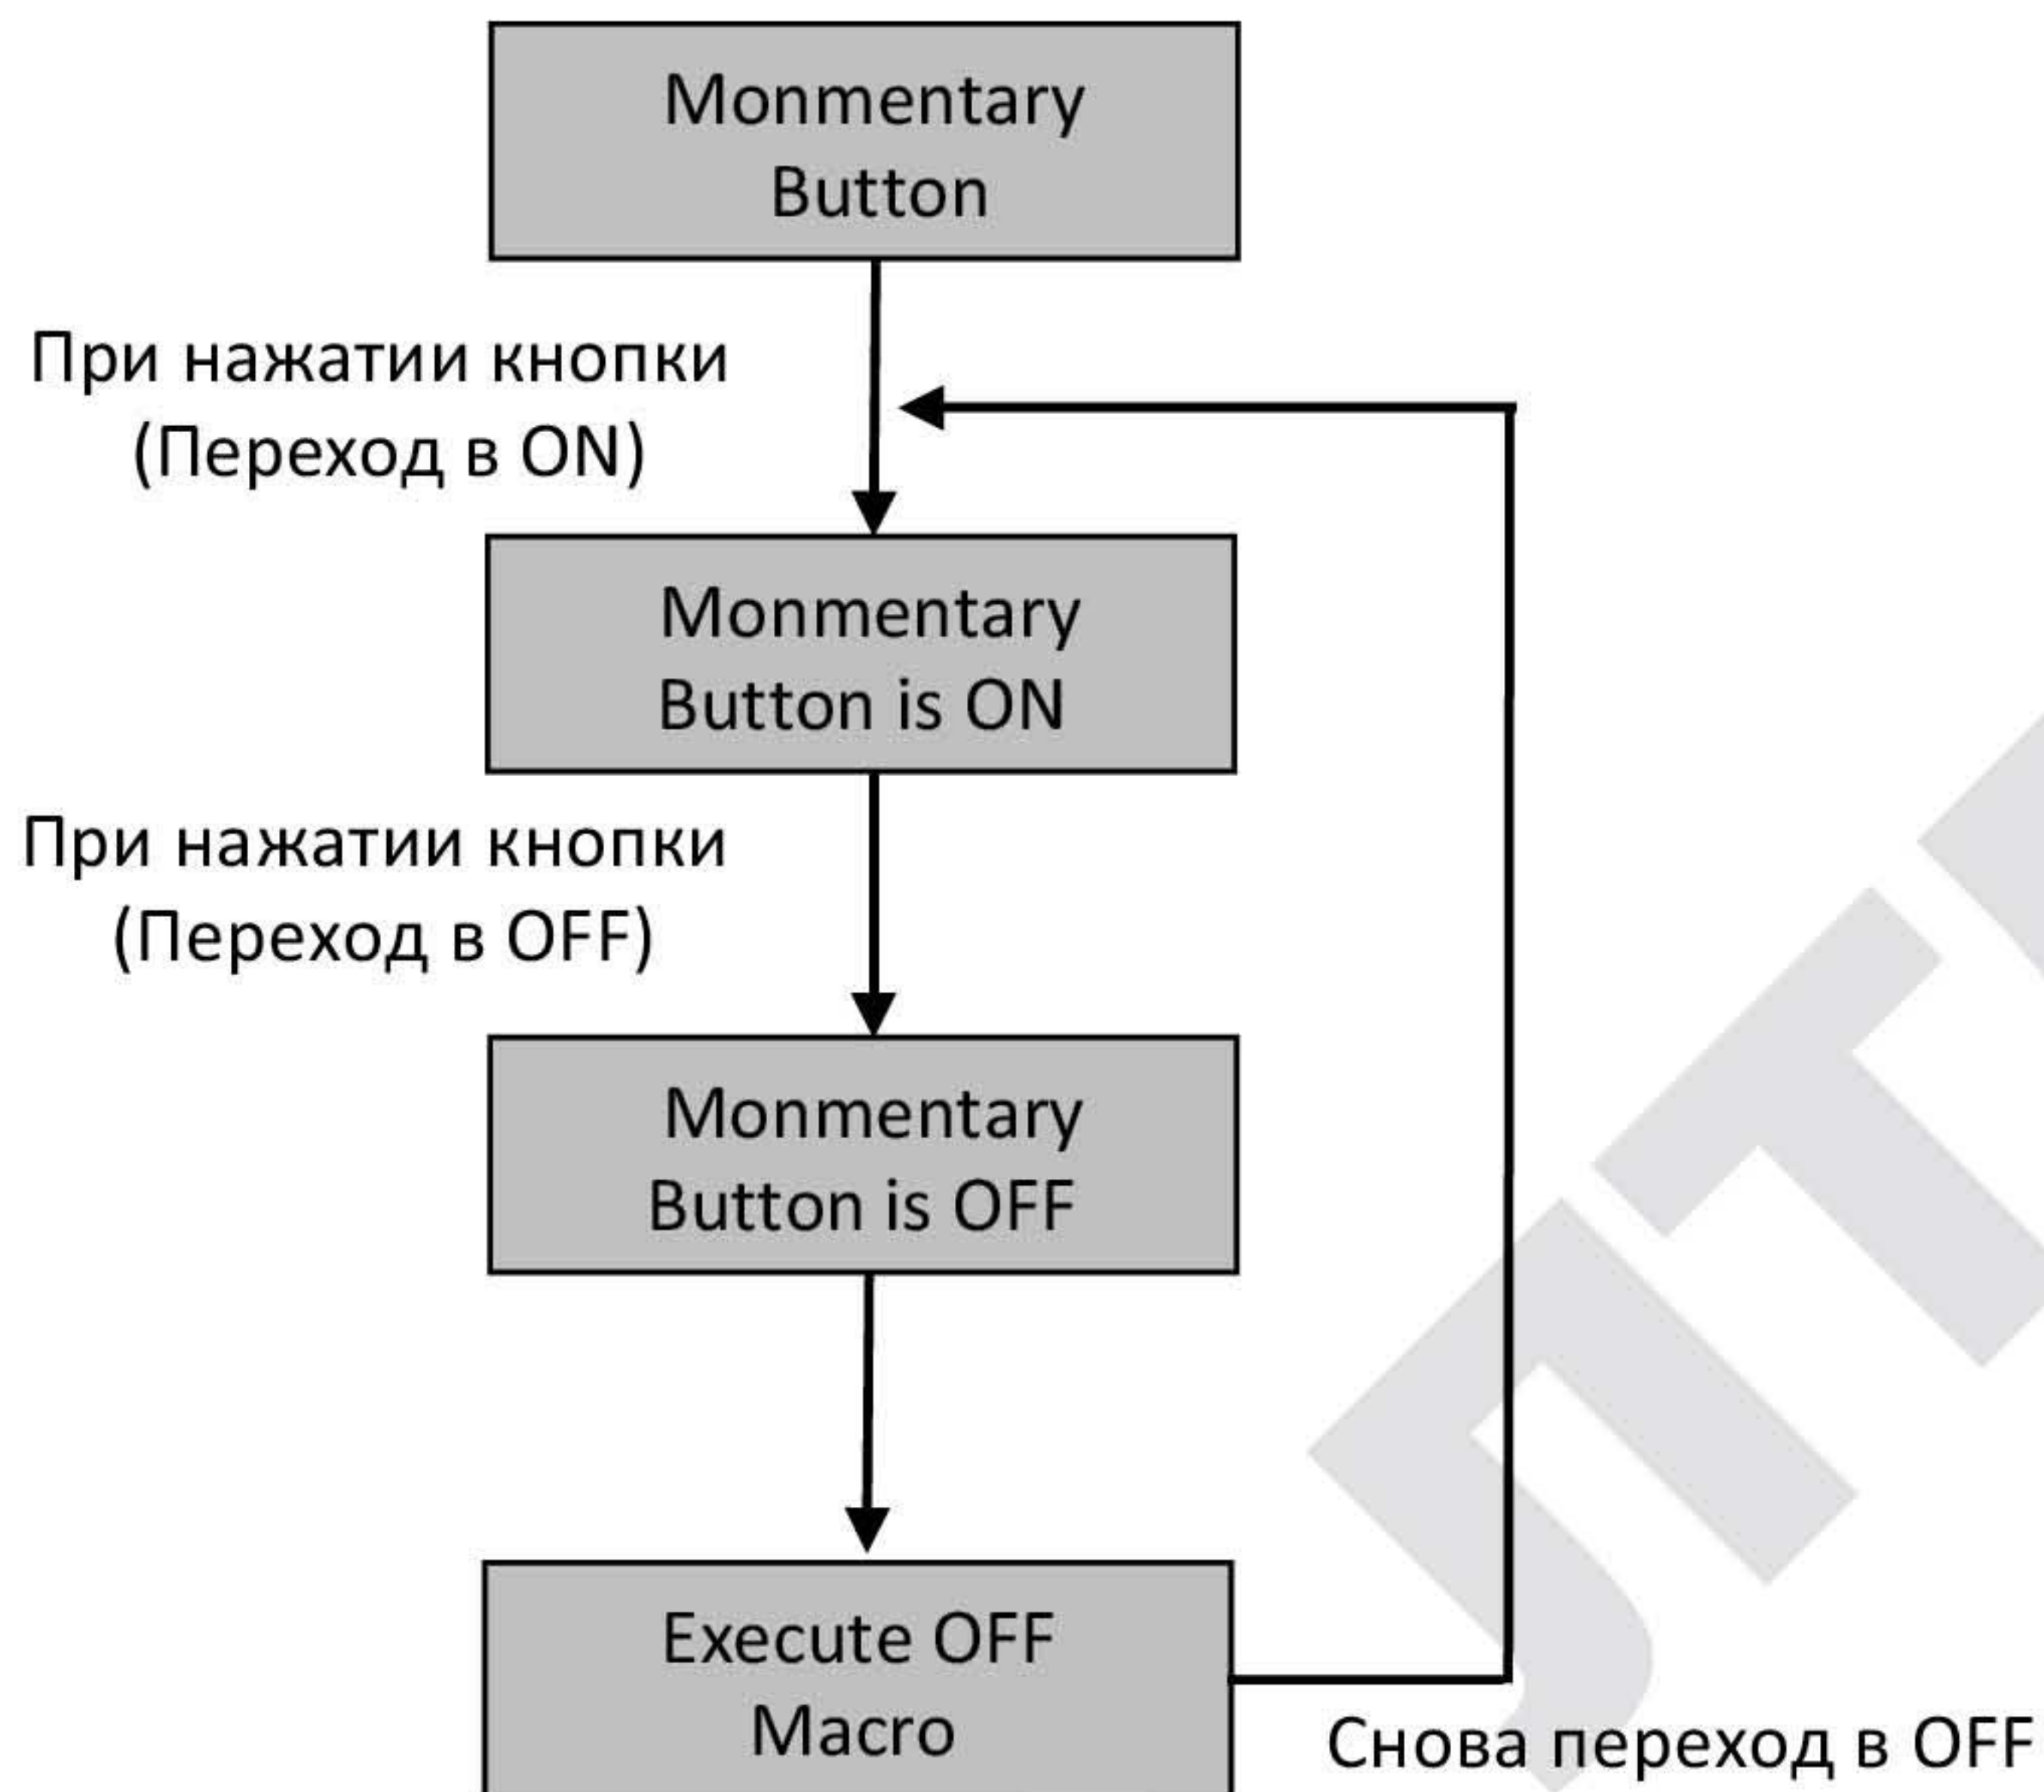 Monmentary
Button
При нажатии кнопки
(Переход в ON)
Monmentary
Button is ON
При нажатии кнопки
(Переход в OFF)
Monmentary
Button is OFF
Execute OFF
Macro
Снова переход в OFF